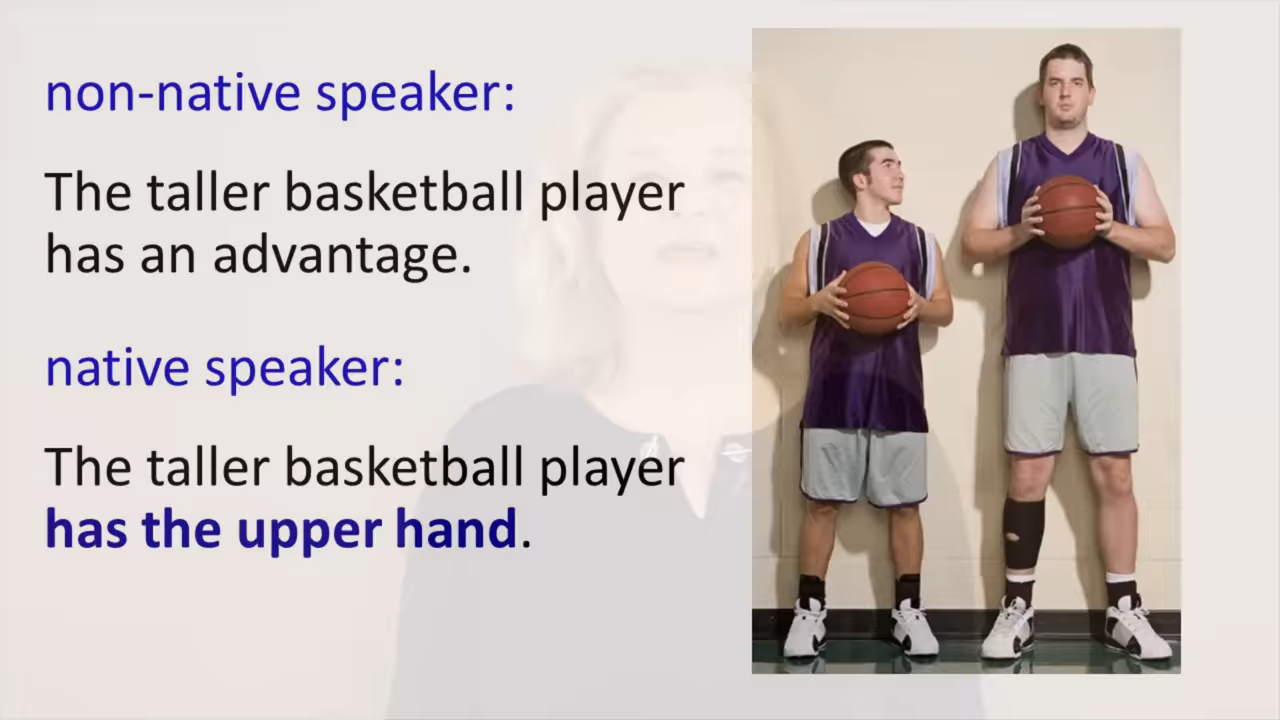 non-native speaker:
The taller basketball player
has an advantage.
native speaker:
The taller basketball player
has the upper hand.